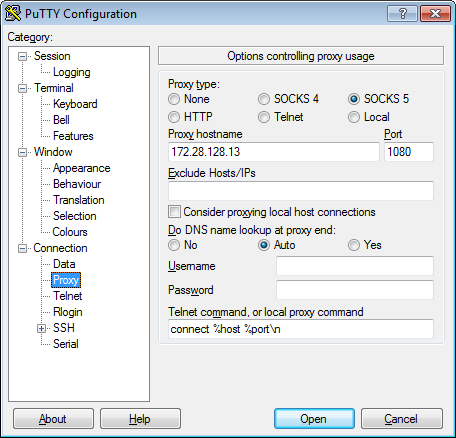 PuTTY Configuration
Category:
Session
Logging
Terminal
Keyboard
Bell
Features
Window
Appearance
Behaviour
Translation
Selection
Colours
Connection
Data
Proxy
Telnet
Rlogin
SSH
Serial
Options controlling proxy usage
Proxy type:
None SOCKS 4 SOCKS 5
HTTP Telnet Local
Proxy hostname Port
172.28.128.13 1080
Exclude Hosts/IPs
Consider proxying local host connections
Do DNS name lookup at proxy end:
No Auto Yes
Username
Password
Telnet command, or local proxy command
connect %host %port\n
About Help Open Cancel